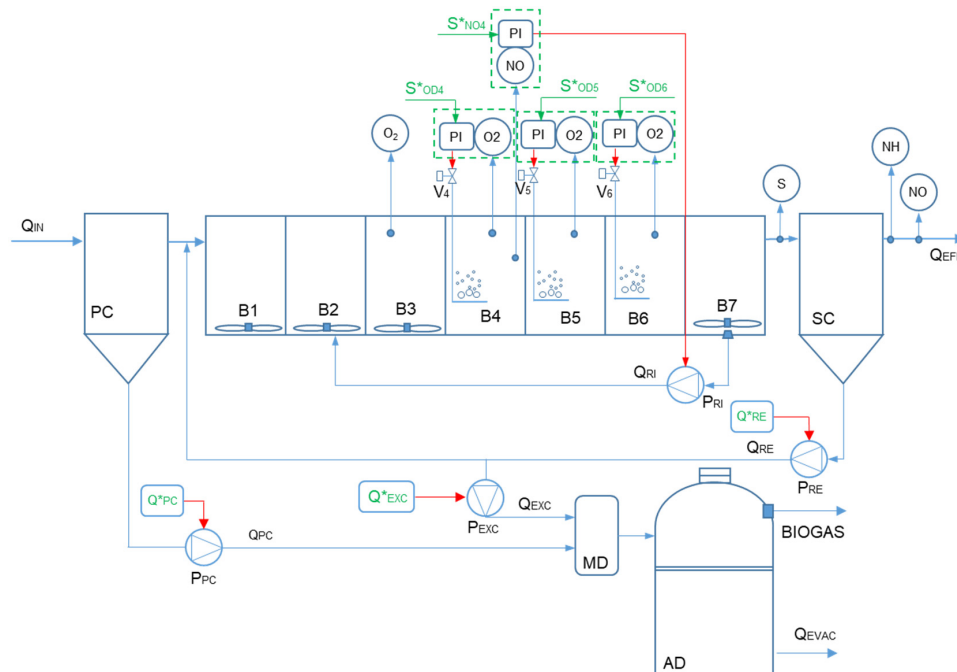 S*NO4
PI
NO
S*OD4
S*OD5
S*OD6
O2
PI
O2
PI
O2
PI
O2
V4
V5
V6
S
NH
NO
QIN
QEF
PC
B1
B2
B3
B4
B5
B6
B7
SC
QRI
PRI
Q*RE
QRE
PRE
Q*PC
Q*EXC
QEXC
PEXC
QPC
PPC
MD
BIOGAS
AD
QEVAC